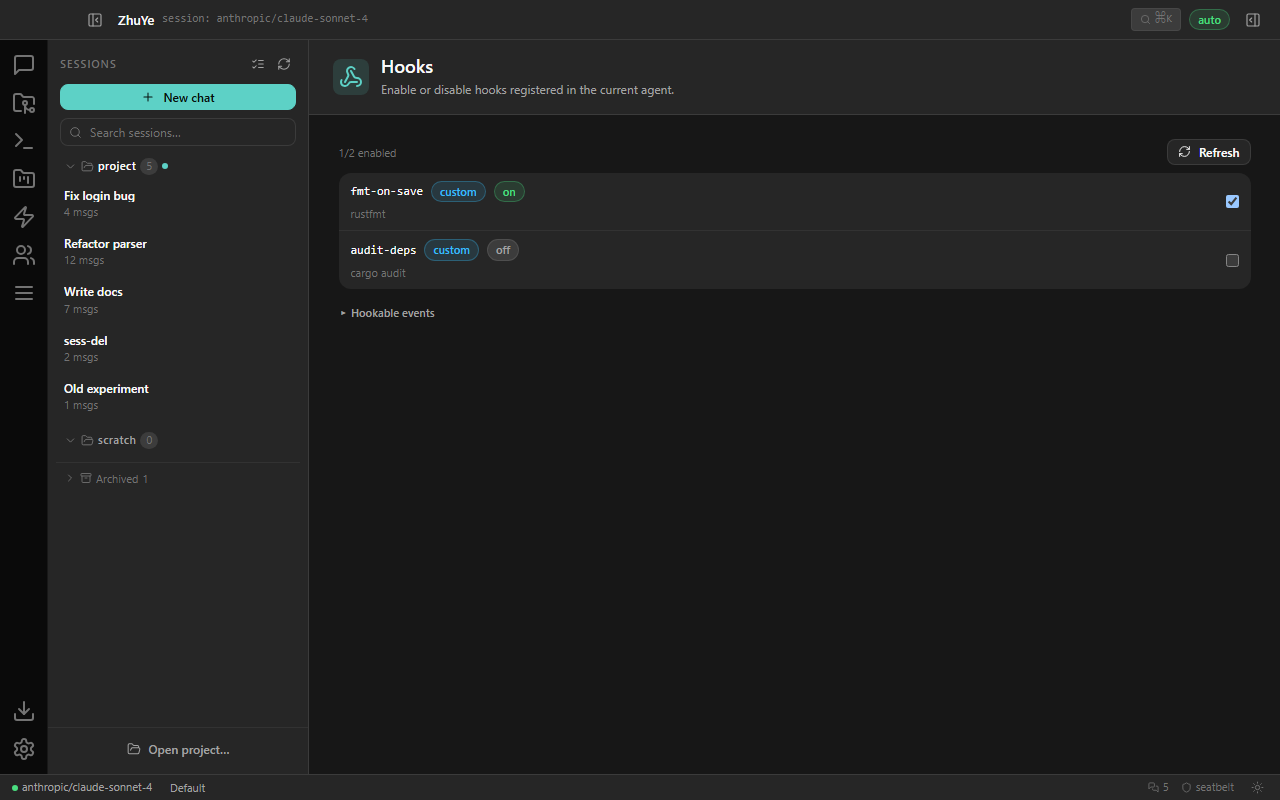 ZhuYe session: anthropic/claude-sonnet-4
⌘K
auto
SESSIONS
+ New chat
Search sessions...
project 5
Fix login bug
4 msgs
Refactor parser
12 msgs
Write docs
7 msgs
sess-del
2 msgs
Old experiment
1 msgs
scratch 0
Archived 1
Open project...
Hooks
Enable or disable hooks registered in the current agent.
1/2 enabled
Refresh
fmt-on-save custom on
rustfmt
audit-deps custom off
cargo audit
Hookable events
anthropic/claude-sonnet-4 Default
5 seatbelt